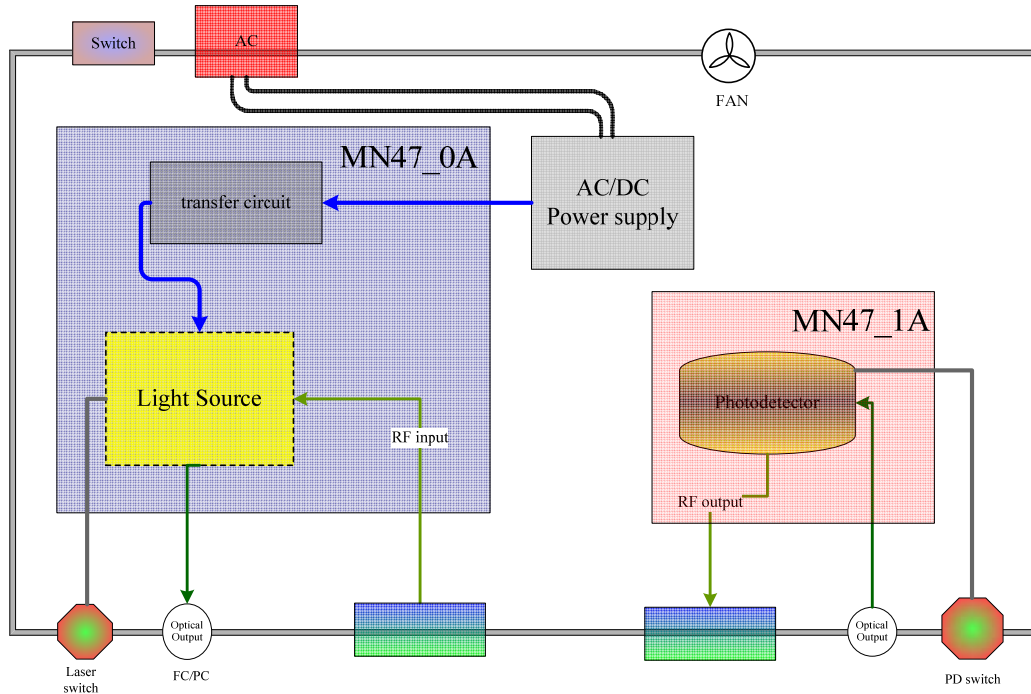 Switch
AC
FAN
MN47_0A
transfer circuit
AC/DC
Power supply
MN47_1A
Light Source
Photodetector
RF input
RF output
Optical
Output
Optical
Output
Laser
switch
FC/PC
PD switch